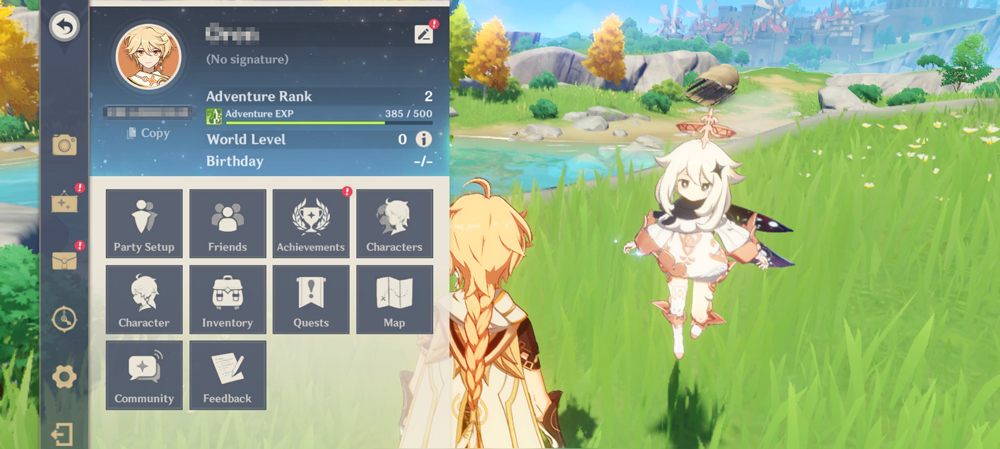 (No signature)
Adventure Rank 2
Adventure EXP 385 / 500
Copy
World Level 0
Birthday -/-
Party Setup
Friends
Achievements
Characters
Character
Inventory
Quests
Map
Community
Feedback